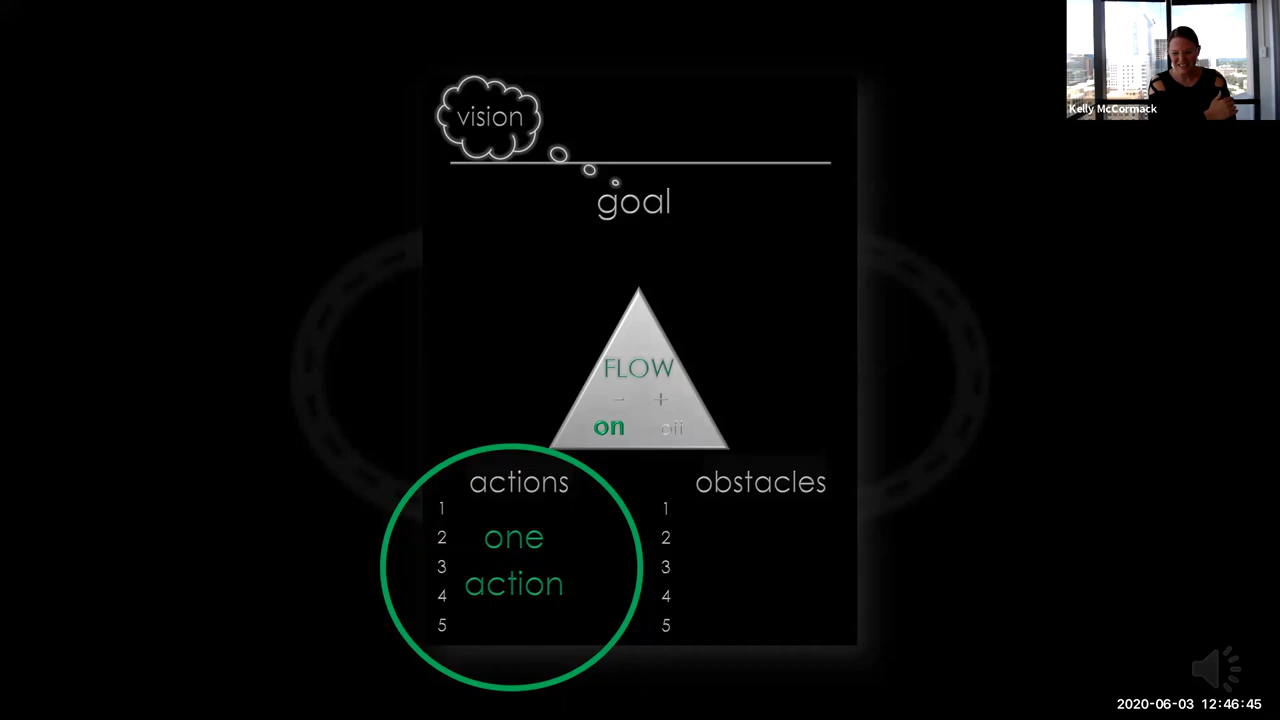 Kelly McCormack
vision
goal
FLOW
- +
on off
actions
1
2 one
3
action
4
5
obstacles
1
2
3
4
5
2020-06-03 12:46:45